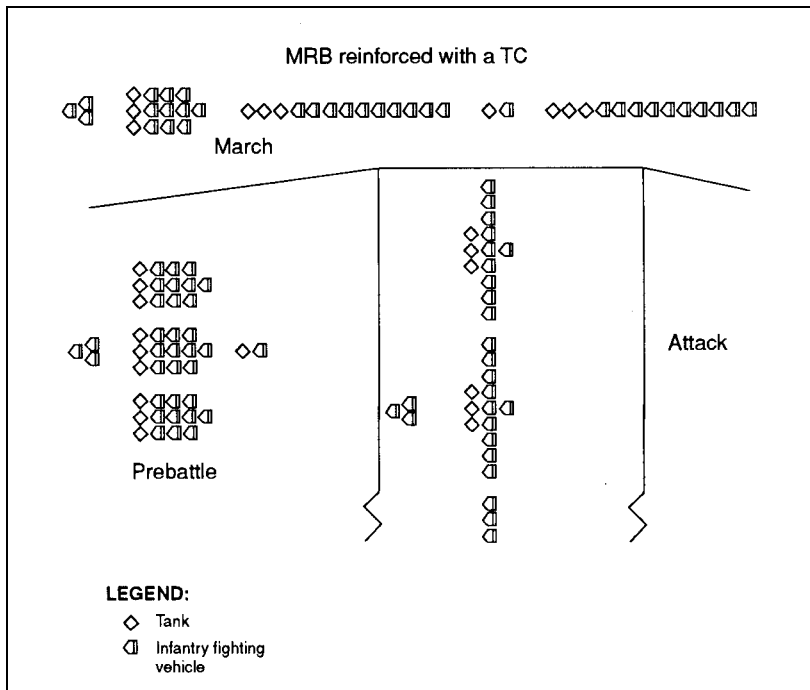 MRB reinforced with a TC
March
Attack
Prebattle
LEGEND:
Tank
Infantry fighting
vehicle